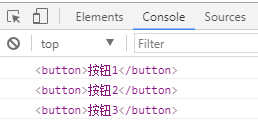 Elements Console Sources
top Filter
<button>按钮1</button>
<button>按钮2</button>
<button>按钮3</button>